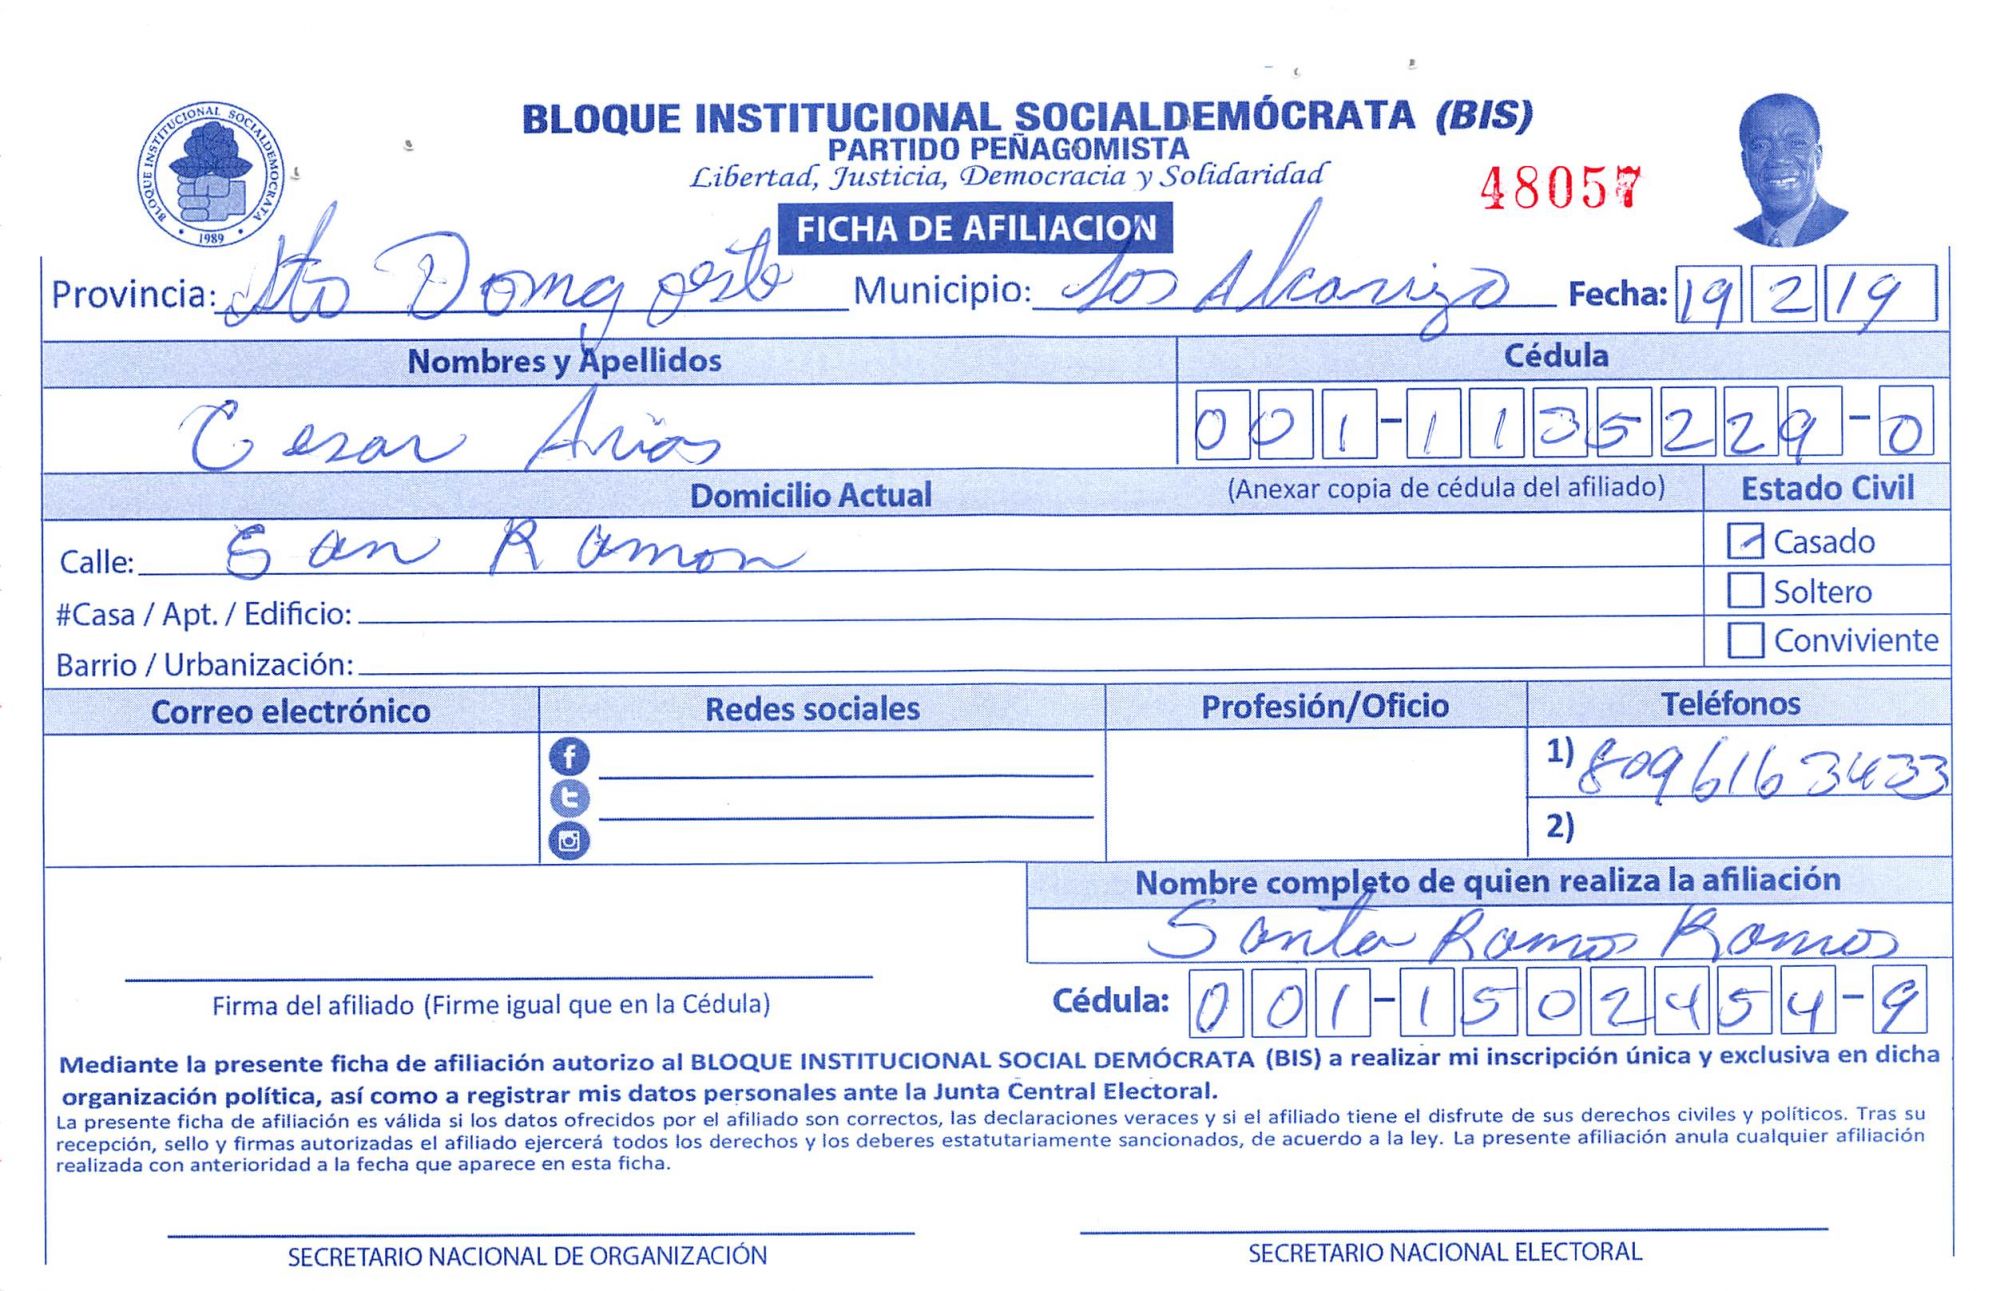 BLOQUE INSTITUCIONAL SOCIALDEMÓCRATA (BIS)
PARTIDO PEÑAGOMISTA
Libertad, Justicia, Democracia y Solidaridad
48057
BLOQUE INSTITUCIONAL SOCIALDEMOCRATA
• 1989 •
FICHA DE AFILIACION
Provincia: Sto Domg oeste Municipio: Los Alcarrizo Fecha: 19 2 19
Nombres y Apellidos Cédula
Cesar Arias 001-1135229-0
Domicilio Actual (Anexar copia de cédula del afiliado) Estado Civil
Calle: San Ramon Casado
#Casa / Apt. / Edificio: Soltero
Barrio / Urbanización: Conviviente
Correo electrónico Redes sociales Profesión/Oficio Teléfonos
1) 8096163433
2)
Nombre completo de quien realiza la afiliación
Santa Ramos Ramos
Firma del afiliado (Firme igual que en la Cédula) Cédula: 001-1502454-9
Mediante la presente ficha de afiliación autorizo al BLOQUE INSTITUCIONAL SOCIAL DEMÓCRATA (BIS) a realizar mi inscripción única y exclusiva en dicha
organización política, así como a registrar mis datos personales ante la Junta Central Electoral.
La presente ficha de afiliación es válida si los datos ofrecidos por el afiliado son correctos, las declaraciones veraces y si el afiliado tiene el disfrute de sus derechos civiles y políticos. Tras su
recepción, sello y firmas autorizadas el afiliado ejercerá todos los derechos y los deberes estatutariamente sancionados, de acuerdo a la ley. La presente afiliación anula cualquier afiliación
realizada con anterioridad a la fecha que aparece en esta ficha.
SECRETARIO NACIONAL DE ORGANIZACIÓN SECRETARIO NACIONAL ELECTORAL